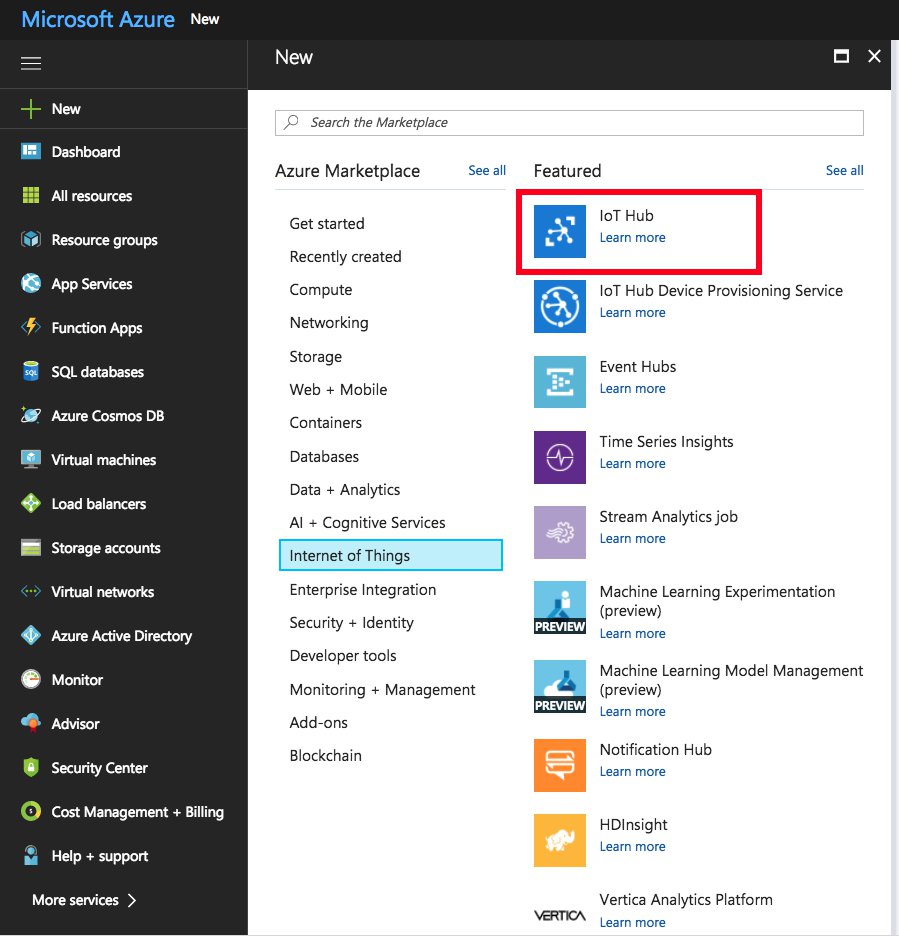 Microsoft Azure New
New
New
Dashboard
All resources
Resource groups
App Services
Function Apps
SQL
SQL databases
Azure Cosmos DB
Virtual machines
Load balancers
Storage accounts
Virtual networks
Azure Active Directory
Monitor
Advisor
Security Center
Cost Management + Billing
Help + support
More services
Search the Marketplace
Azure Marketplace See all
Get started
Recently created
Compute
Networking
Storage
Web + Mobile
Containers
Databases
Data + Analytics
AI + Cognitive Services
Internet of Things
Enterprise Integration
Security + Identity
Developer tools
Monitoring + Management
Add-ons
Blockchain
Featured See all
IoT Hub
Learn more
IoT Hub Device Provisioning Service
Learn more
Event Hubs
Learn more
Time Series Insights
Learn more
Stream Analytics job
Learn more
Machine Learning Experimentation
(preview)
PREVIEW
Learn more
Machine Learning Model Management
(preview)
PREVIEW
Learn more
Notification Hub
Learn more
HDInsight
Learn more
Vertica Analytics Platform
VERTICA
Learn more